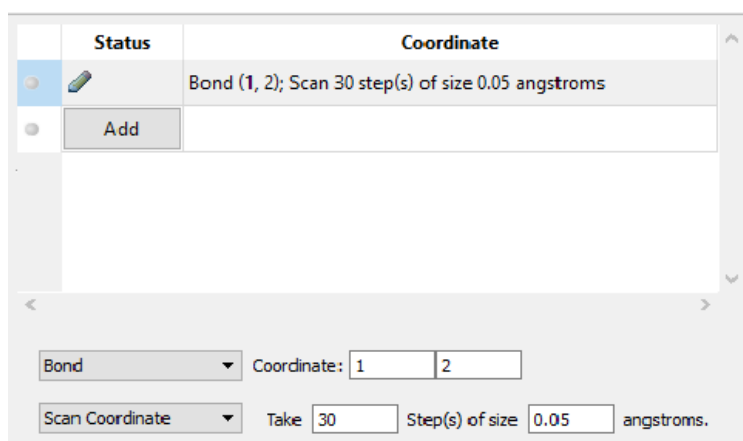 Status Coordinate
Bond (1, 2); Scan 30 step(s) of size 0.05 angstroms
Add
Bond Coordinate: 1 2
Scan Coordinate Take 30 Step(s) of size 0.05 angstroms.